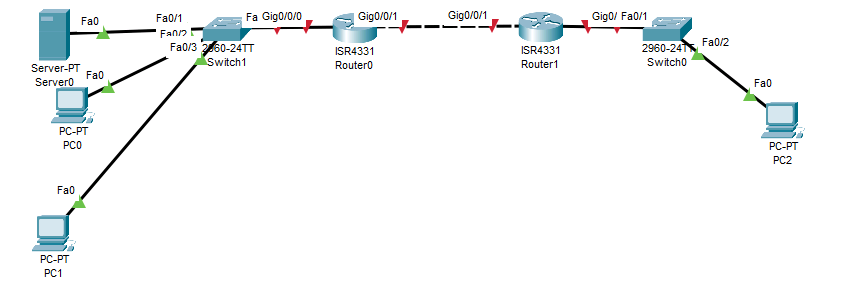 Fa0/1
Fa
Gig0/0/0
Gig0/0/1
Gig0/0/1
Gig0/
Fa0/1
Fa0
Fa0/2
Fa0/3
2960-24TT
Switch1
ISR4331
Router0
ISR4331
Router1
2960-24TT
Switch0
Fa0/2
Server-PT
Server0
Fa0
Fa0
PC-PT
PC0
PC-PT
PC2
Fa0
PC-PT
PC1